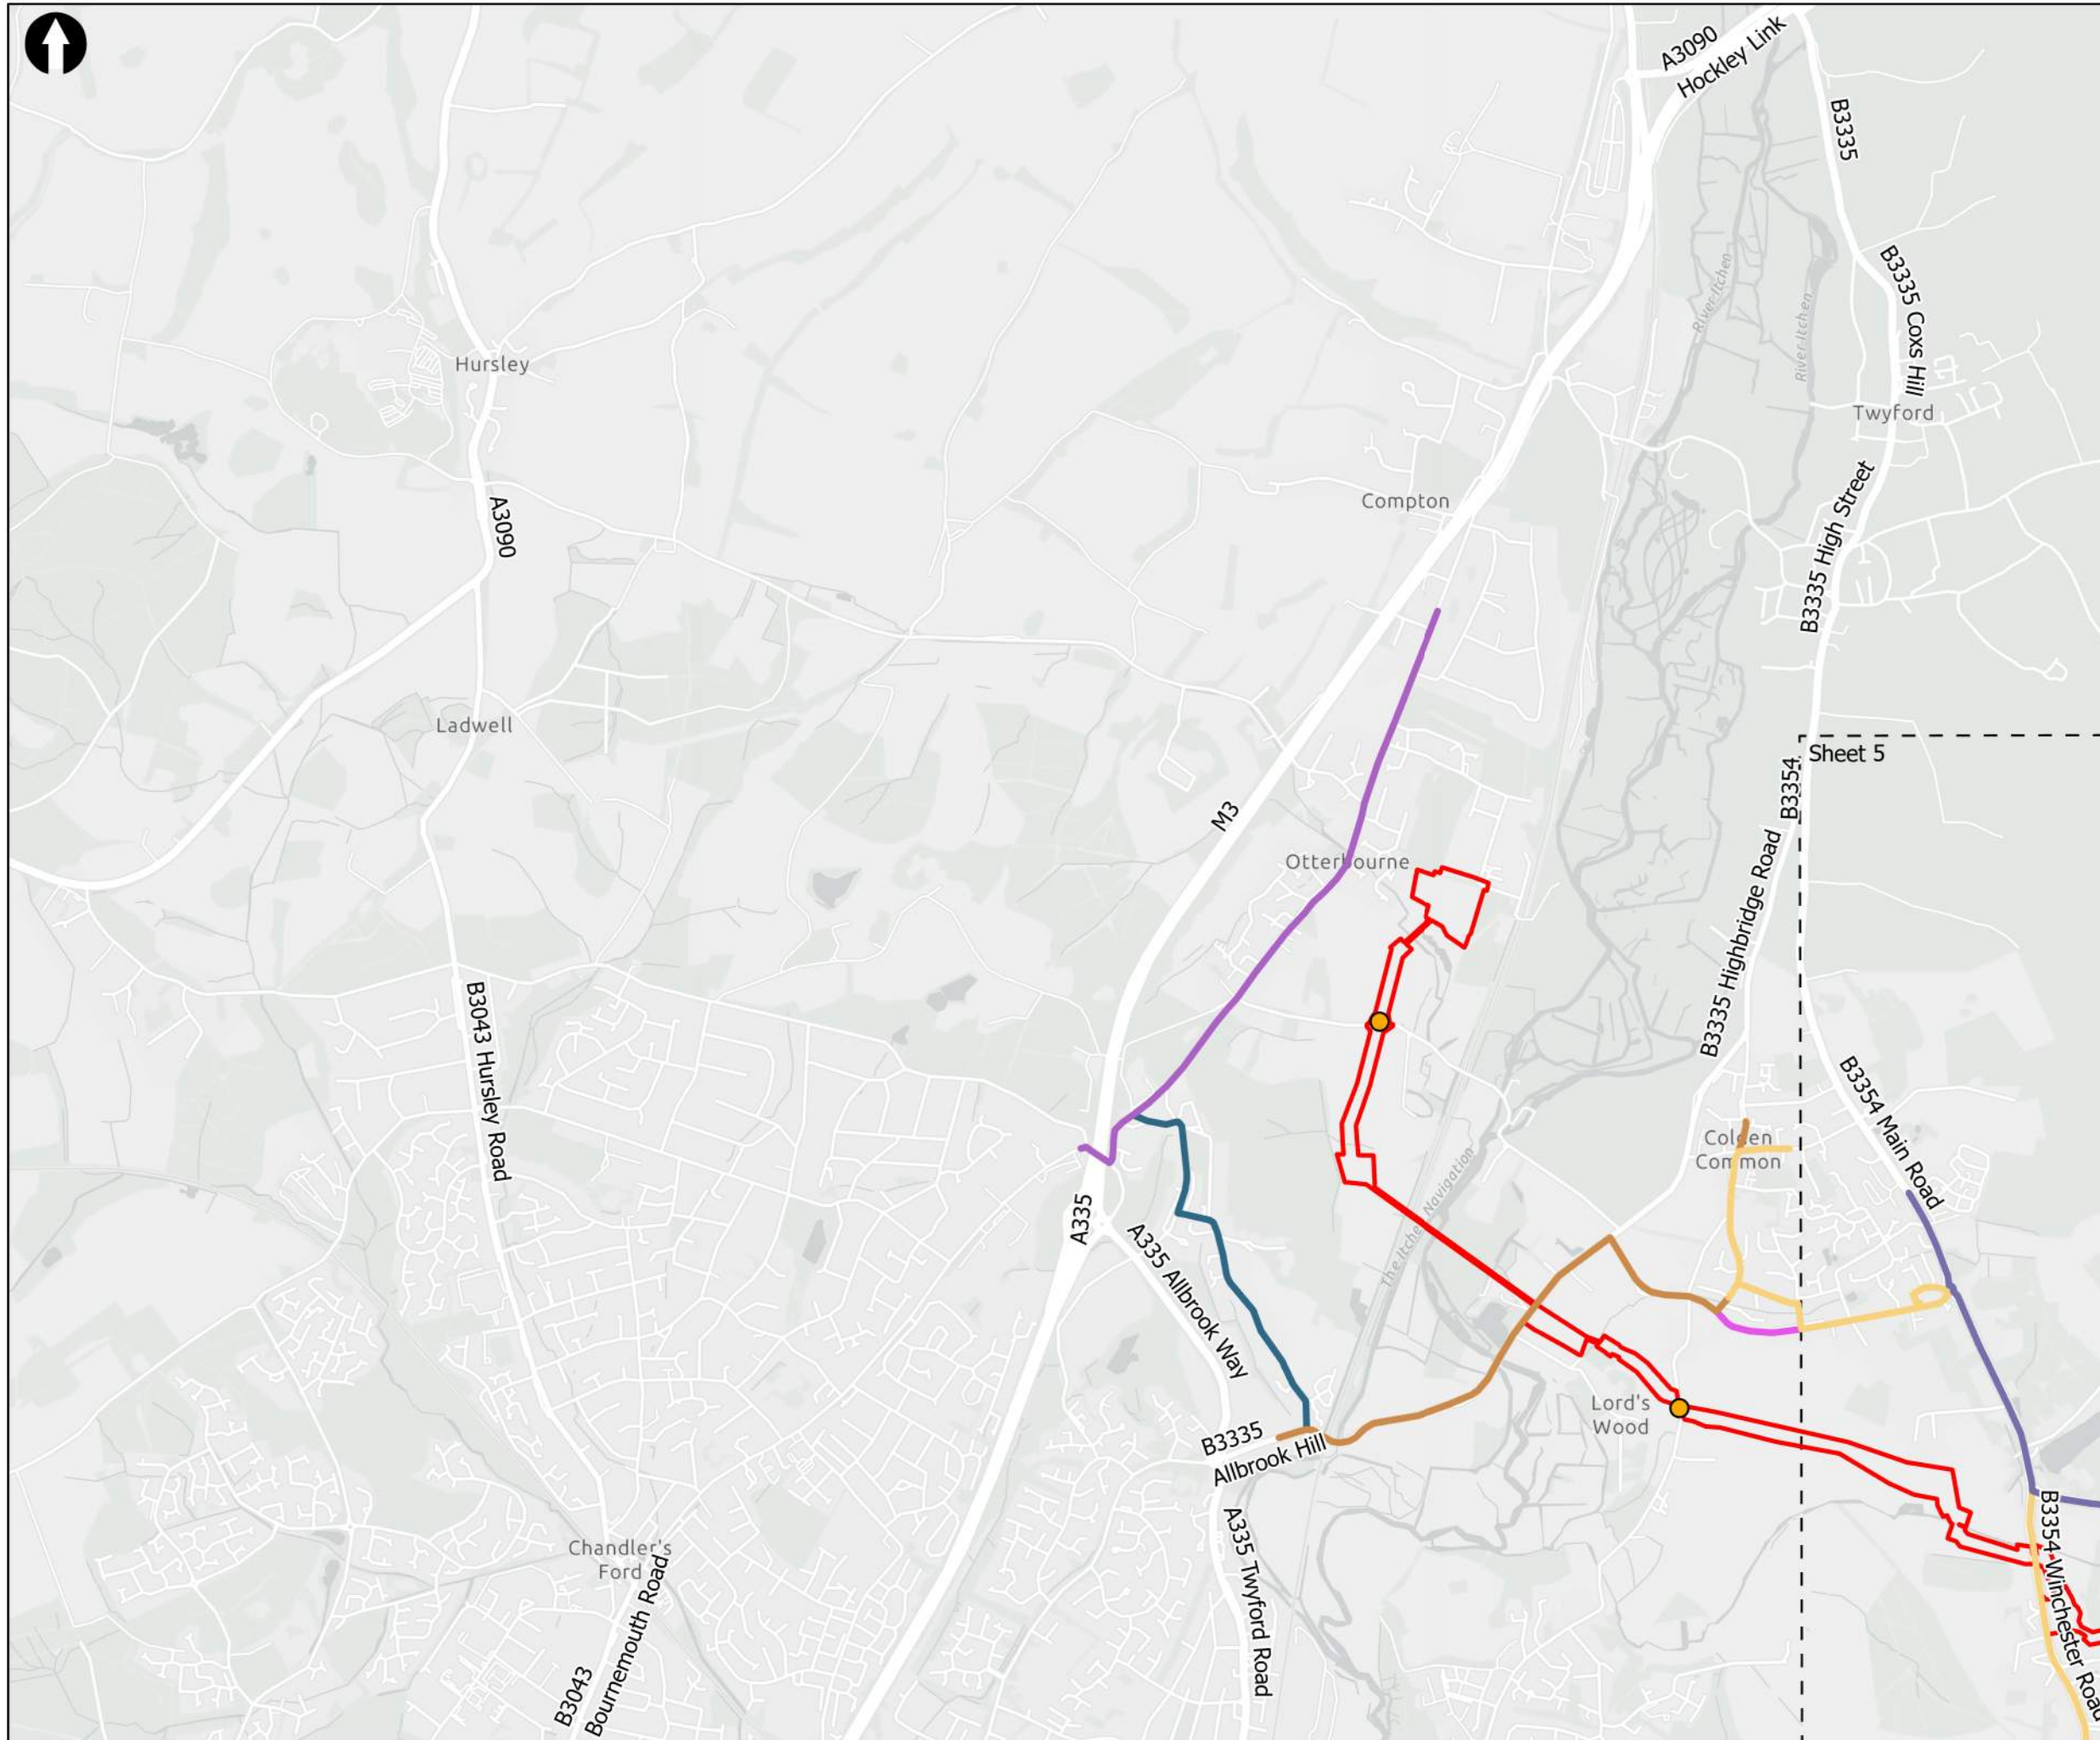 A3090
Hockley Link
B3335
River Itchen
River Itchen
B3335 Coxs Hill
Hursley
Twyford
Compton
A3090
B3335 High Street
Ladwell
Sheet 5
B3354
M3
Otterbourne
B3335 Highbridge Road
B3043 Hursley Road
B3354 Main Road
Colden
Common
The Itchen Navigation
A335
A335 Allbrook Way
Lord's
Wood
B3335
Allbrook Hill
B3354 Winchester Road
A335 Twyford Road
Chandler's
Ford
B3043
Bournemouth Road